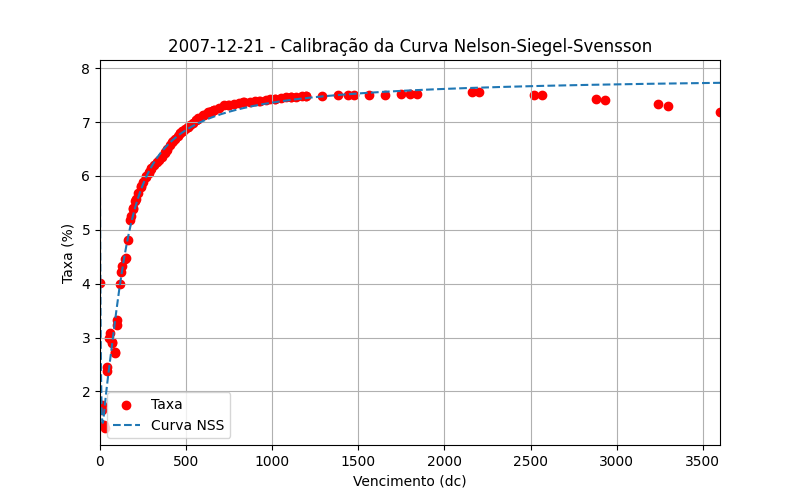 2007-12-21 - Calibração da Curva Nelson-Siegel-Svensson
8
7
6
5
4
3
2
Taxa (%)
Taxa
Curva NSS
0 500 1000 1500 2000 2500 3000 3500
Vencimento (dc)